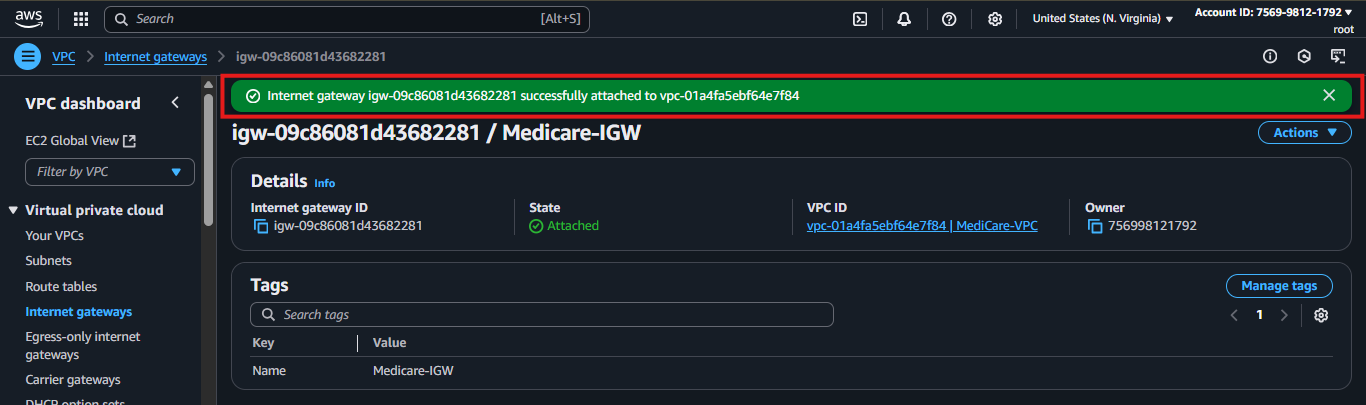 aws
Search [Alt+S]
United States (N. Virginia)
Account ID: 7569-9812-1792
root
VPC
Internet gateways
igw-09c86081d43682281
VPC dashboard
EC2 Global View
Filter by VPC
Virtual private cloud
Your VPCs
Subnets
Route tables
Internet gateways
Egress-only internet
gateways
Carrier gateways
DHCP option sets
Internet gateway igw-09c86081d43682281 successfully attached to vpc-01a4fa5ebf64e7f84
igw-09c86081d43682281 / Medicare-IGW
Actions
Details Info
Internet gateway ID
igw-09c86081d43682281
State
Attached
VPC ID
vpc-01a4fa5ebf64e7f84 | MediCare-VPC
Owner
756998121792
Tags
Manage tags
Search tags
1
Key Value
Name Medicare-IGW